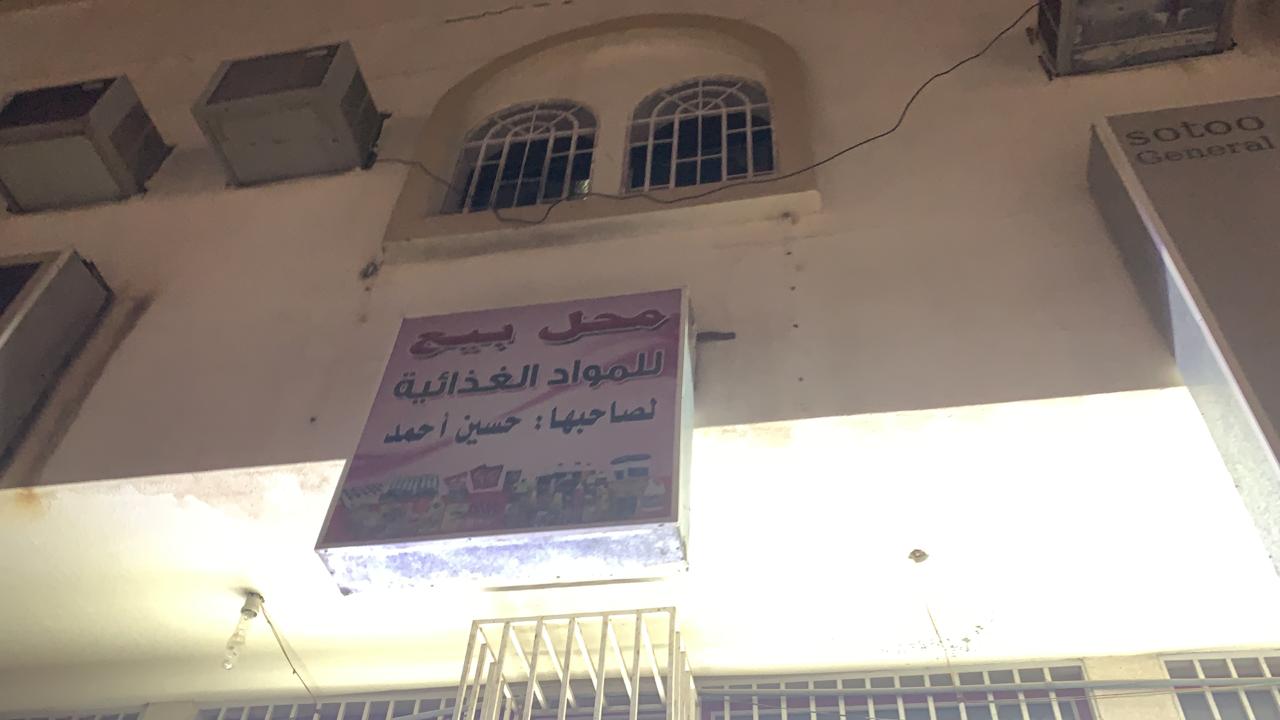 محل بيع
للمواد الغذائية
لصاحبها : حسين أحمد
sotoo
General